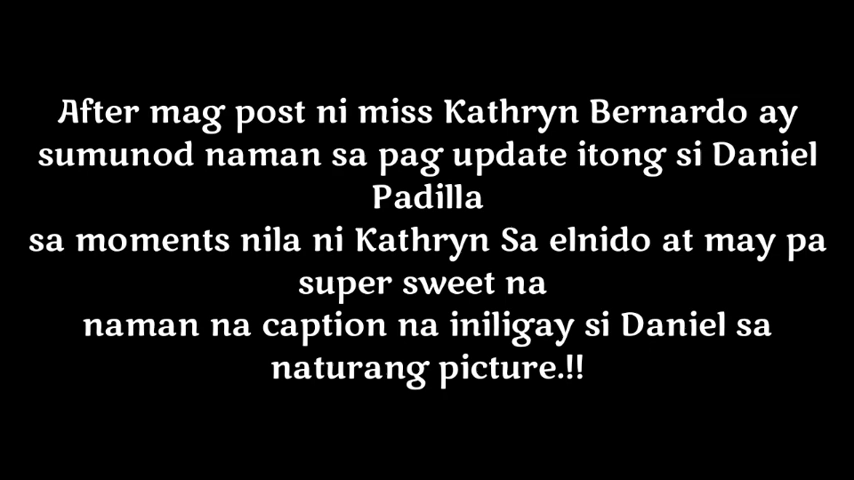 After mag post ni miss Kathryn Bernardo ay
sumunod naman sa pag update itong si Daniel
Padilla
sa moments nila ni Kathryn Sa elnido at may pa
super sweet na
naman na caption na iniligay si Daniel sa
naturang picture.!!